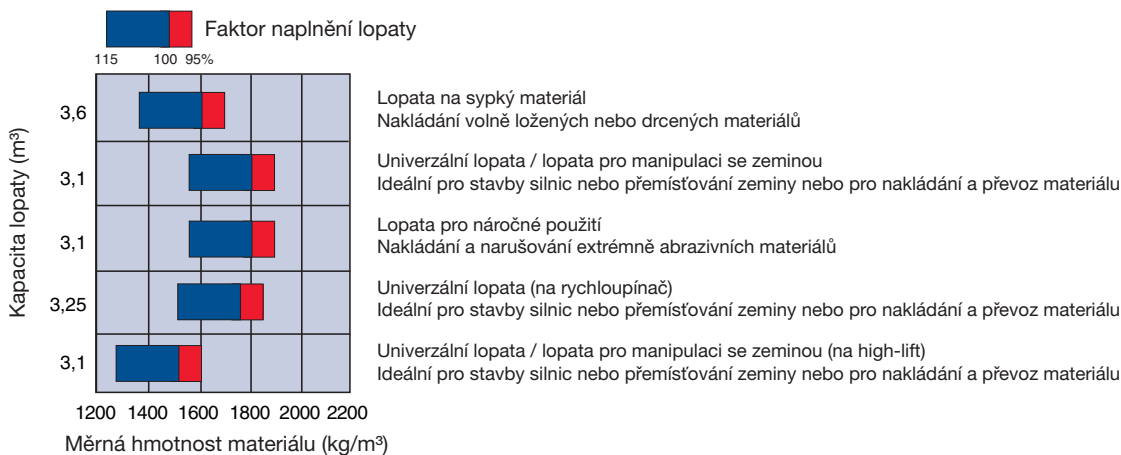 Faktor naplnění lopaty
115 100 95%
Kapacita lopaty (m³)
3,6
Lopata na sypký materiál
Nakládání volně ložených nebo drcených materiálů
3,1
Univerzální lopata / lopata pro manipulaci se zeminou
Ideální pro stavby silnic nebo přemísťování zeminy nebo pro nakládání a převoz materiálu
3,1
Lopata pro náročné použití
Nakládání a narušování extrémně abrazivních materiálů
3,25
Univerzální lopata (na rychloupínač)
Ideální pro stavby silnic nebo přemísťování zeminy nebo pro nakládání a převoz materiálu
3,1
Univerzální lopata / lopata pro manipulaci se zeminou (na high-lift)
Ideální pro stavby silnic nebo přemísťování zeminy nebo pro nakládání a převoz materiálu
1200 1400 1600 1800 2000 2200
Měrná hmotnost materiálu (kg/m³)